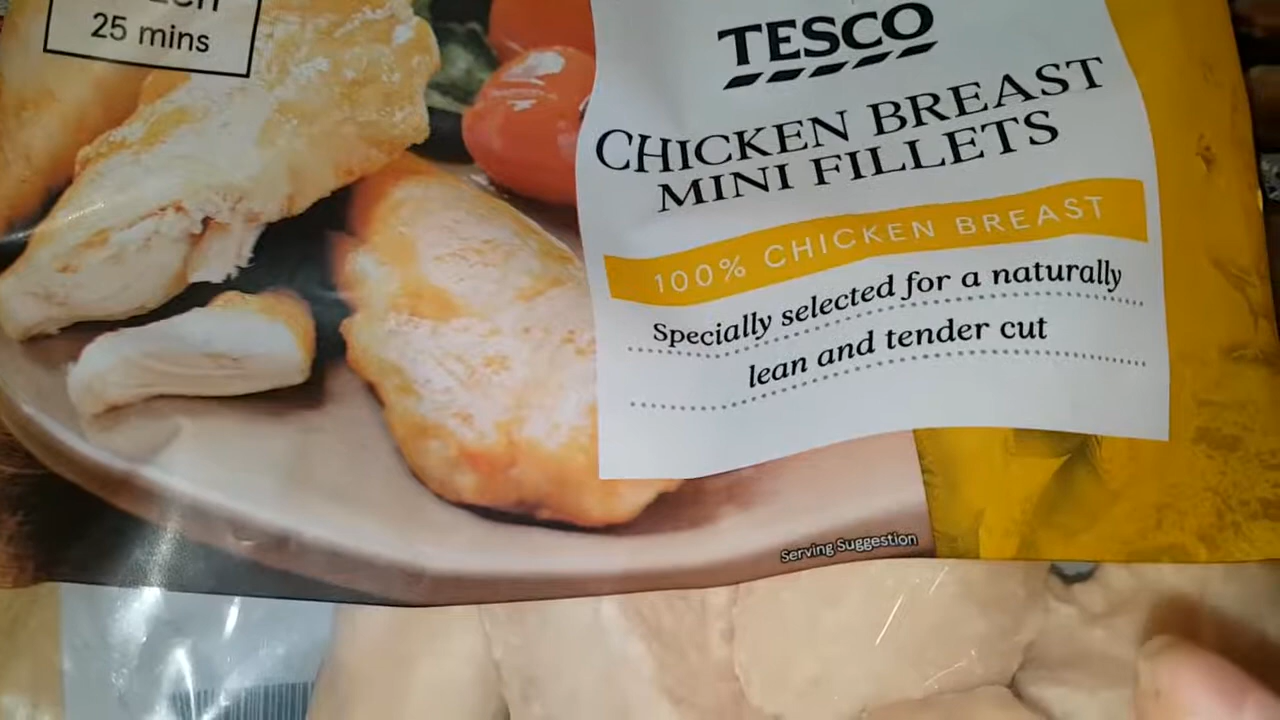 25 mins
TESCO
CHICKEN BREAST
MINI FILLETS
100% CHICKEN BREAST
Specially selected for a naturally
lean and tender cut
Serving Suggestion